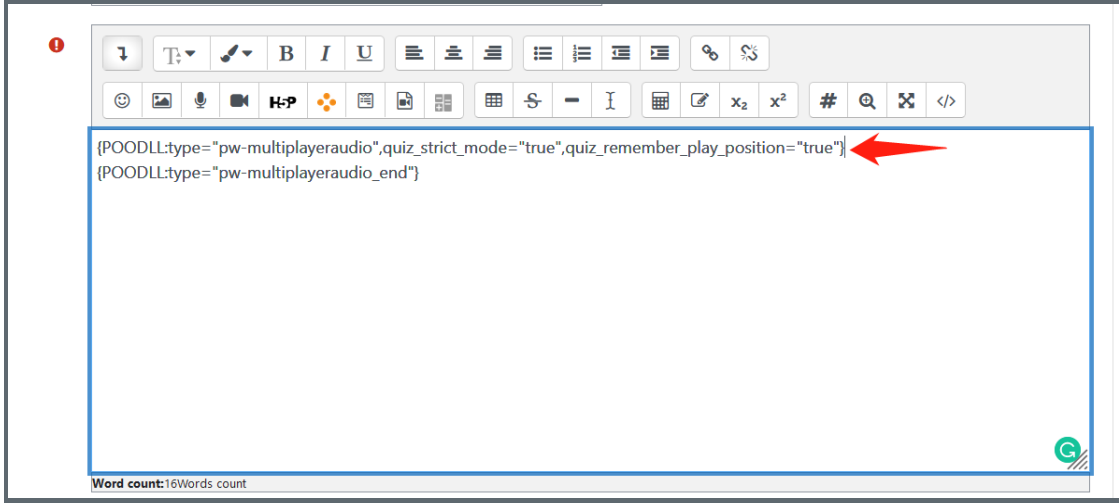 B I U
H-P
S x₂ x² # </>
{POODLL:type="pw-multiplayeraudio",quiz_strict_mode="true",quiz_remember_play_position="true"}
{POODLL:type="pw-multiplayeraudio_end"}
Word count:16Words count